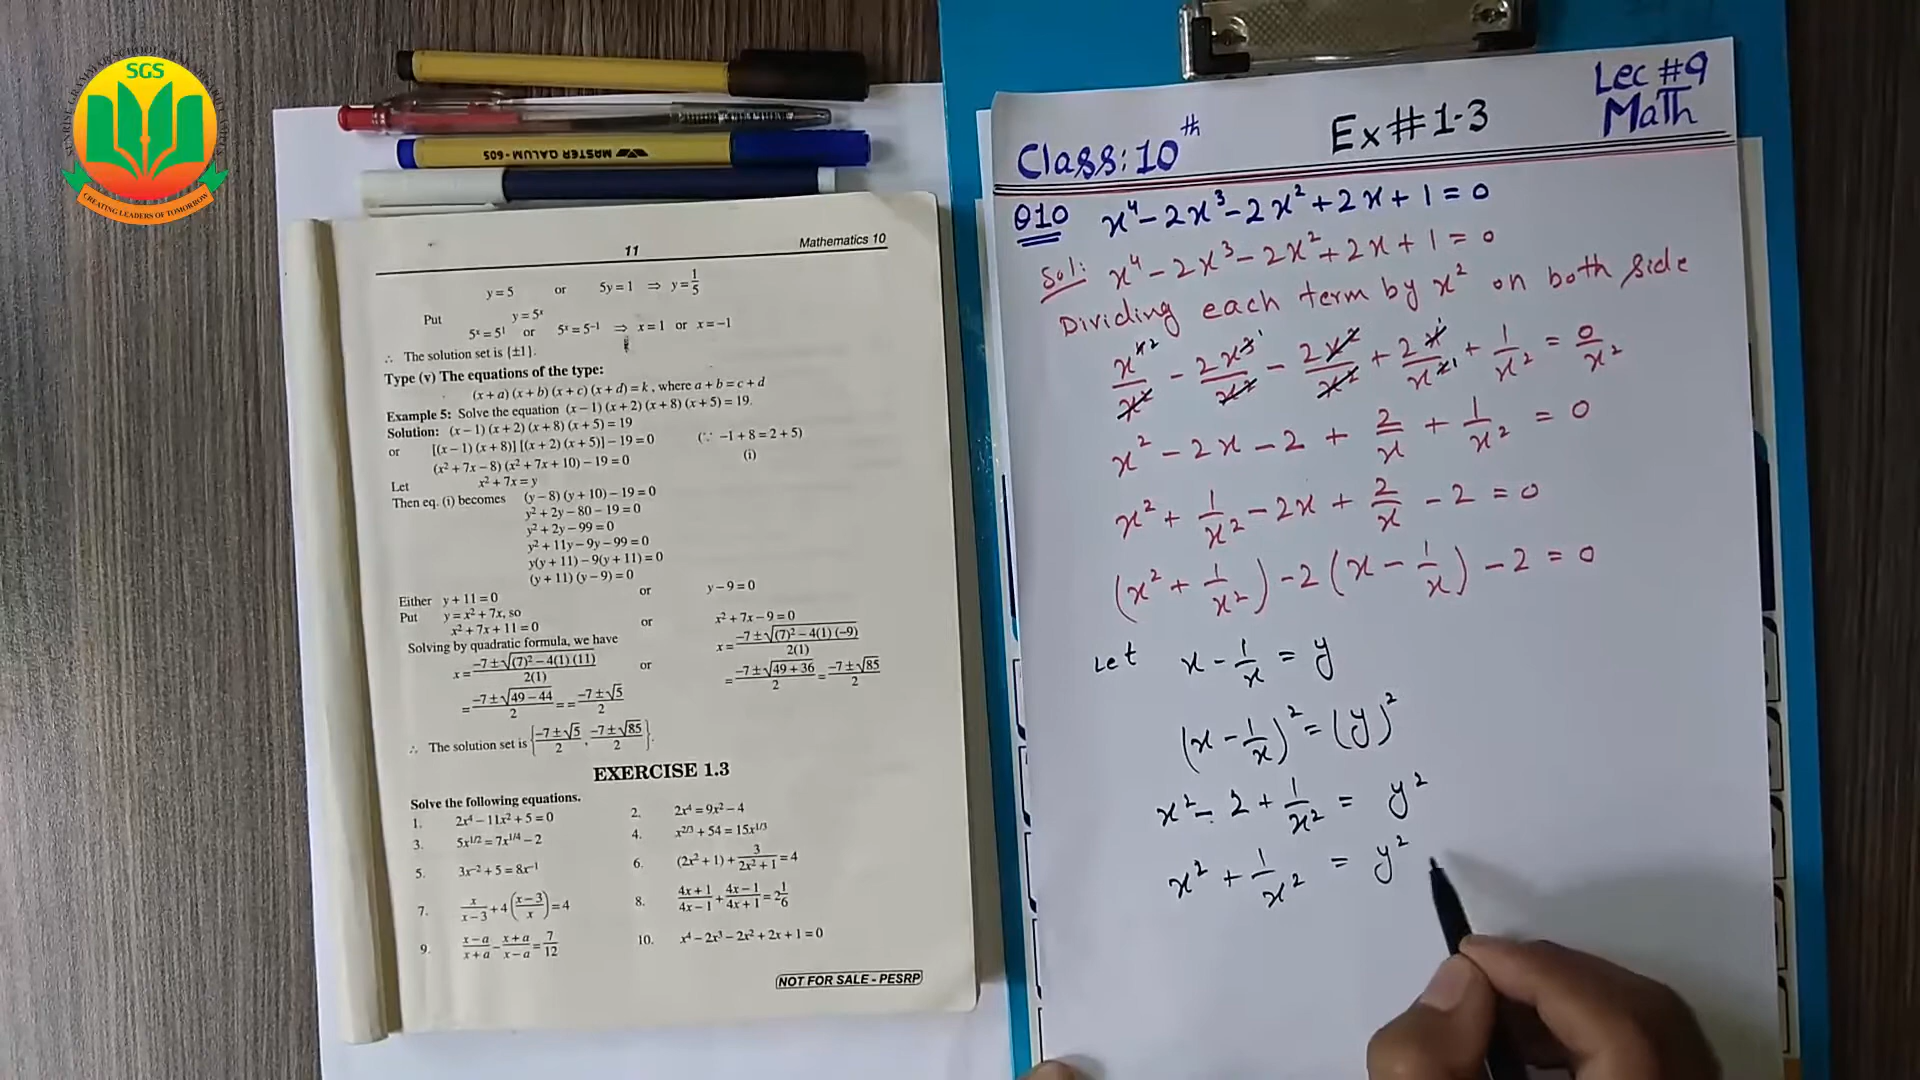 SGS
CREATING LEADERS OF TOMORROW
MASTER QALUM-605
11
Mathematics 10
y = 5 or 5y = 1 ⇒ y = 1/5
Put y = 5ˣ
5ˣ = 5¹ or 5ˣ = 5⁻¹ ⇒ x = 1 or x = −1
∴ The solution set is {±1}.
Type (v) The equations of the type:
(x + a) (x + b) (x + c) (x + d) = k, where a + b = c + d
Example 5: Solve the equation (x − 1) (x + 2) (x + 8) (x + 5) = 19.
Solution: (x − 1) (x + 2) (x + 8) (x + 5) = 19
or [(x − 1) (x + 8)] [(x + 2) (x + 5)] − 19 = 0 (∵ −1 + 8 = 2 + 5)
(x² + 7x − 8) (x² + 7x + 10) − 19 = 0 (i)
Let x² + 7x = y
Then eq. (i) becomes (y − 8) (y + 10) − 19 = 0
y² + 2y − 80 − 19 = 0
y² + 2y − 99 = 0
y² + 11y − 9y − 99 = 0
y(y + 11) − 9(y + 11) = 0
(y + 11) (y − 9) = 0
Either y + 11 = 0 or y − 9 = 0
Put y = x² + 7x, so
x² + 7x + 11 = 0 or x² + 7x − 9 = 0
Solving by quadratic formula, we have
x = −7 ± √(7)² − 4(1) (11) / 2(1) or x = −7 ± √(7)² − 4(1) (−9) / 2(1)
= −7 ± √49 − 44 / 2 = = −7 ± √5 / 2
= −7 ± √49 + 36 / 2 = −7 ± √85 / 2
∴ The solution set is {−7 ± √5 / 2, −7 ± √85 / 2}.
EXERCISE 1.3
Solve the following equations.
1. 2x⁴ − 11x² + 5 = 0 2. 2x⁴ = 9x² − 4
3. 5x^1/2 = 7x^1/4 − 2 4. x^2/3 + 54 = 15x^1/3
5. 3x⁻² + 5 = 8x⁻¹ 6. (2x² + 1) + 3/(2x² + 1) = 4
7. x/(x − 3) + 4((x − 3)/x) = 4 8. (4x + 1)/(4x − 1) + (4x − 1)/(4x + 1) = 2 1/6
9. (x − a)/(x + a) − (x + a)/(x − a) = 7/12 10. x⁴ − 2x³ − 2x² + 2x + 1 = 0
NOT FOR SALE - PESRP
Lec #9
Class: 10th Ex # 1.3 Math
Q10 x⁴ − 2x³ − 2x² + 2x + 1 = 0
Sol: x⁴ − 2x³ − 2x² + 2x + 1 = 0
Dividing each term by x² on both side
x⁴/x² − 2x³/x² − 2x²/x² + 2x/x² + 1/x² = 0/x²
x² − 2x − 2 + 2/x + 1/x² = 0
x² + 1/x² − 2x + 2/x − 2 = 0
(x² + 1/x²) − 2(x − 1/x) − 2 = 0
Let x − 1/x = y
(x − 1/x)² = (y)²
x² − 2 + 1/x² = y²
x² + 1/x² = y²